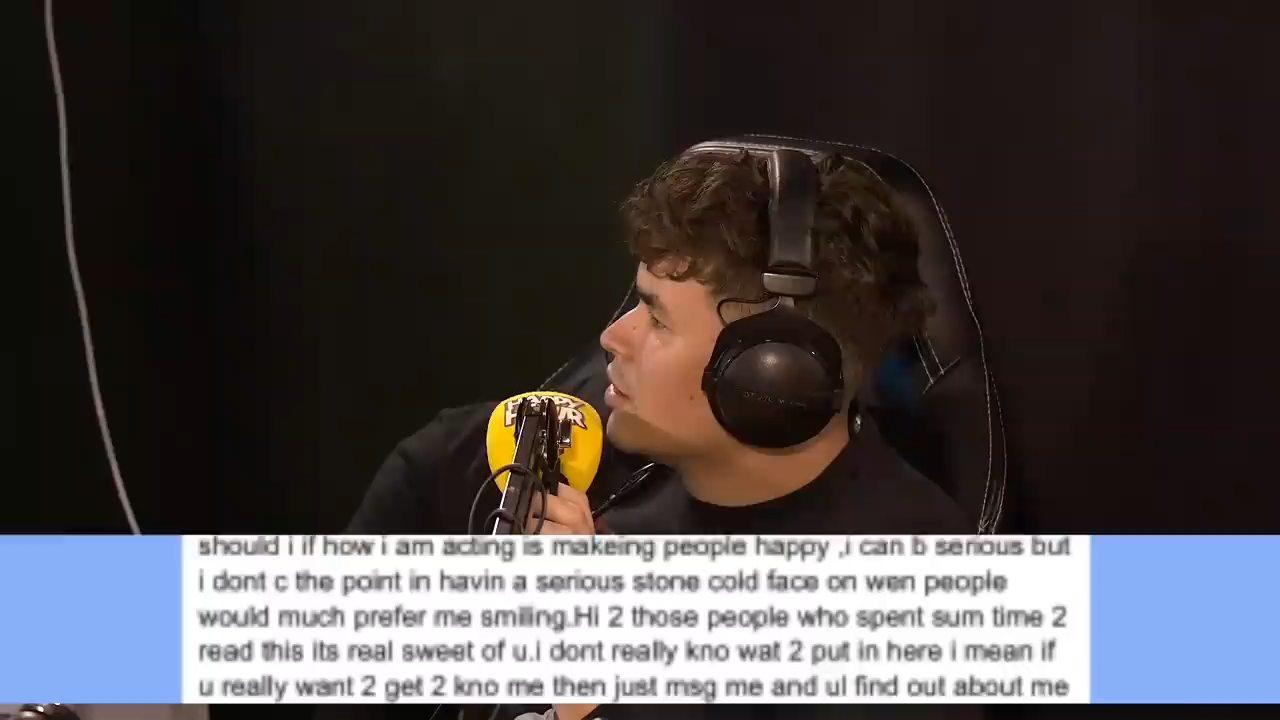 HAPPY
HOUR
should i if how i am acting is makeing people happy ,i can b serious but
i dont c the point in havin a serious stone cold face on wen people
would much prefer me smiling.Hi 2 those people who spent sum time 2
read this its real sweet of u.i dont really kno wat 2 put in here i mean if
u really want 2 get 2 kno me then just msg me and ul find out about me